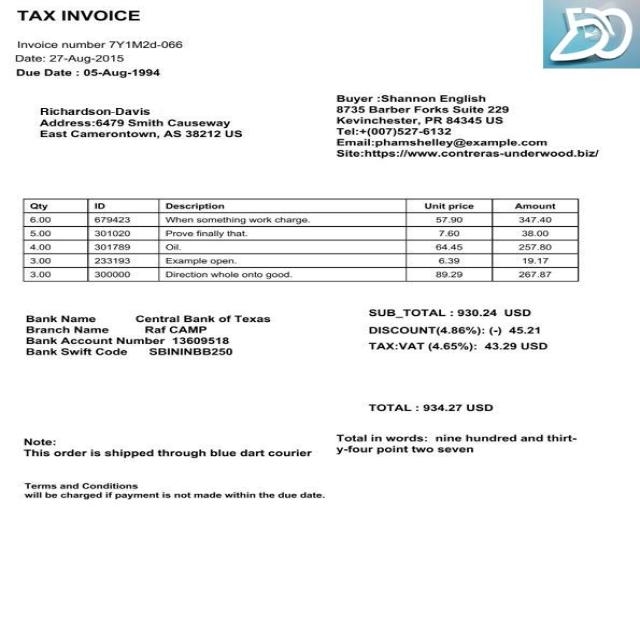 TAX INVOICE
Invoice number 7Y1M2d-066
Date: 27-Aug-2015
Due Date : 05-Aug-1994
Richardson-Davis
Address:6479 Smith Causeway
East Camerontown, AS 38212 US
Buyer :Shannon English
8735 Barber Forks Suite 229
Kevinchester, PR 84345 US
Tel:+(007)527-6132
Email:phamshelley@example.com
Site:https://www.contreras-underwood.biz/
Qty ID Description Unit price Amount
6.00 679423 When something work charge. 57.90 347.40
5.00 301020 Prove finally that. 7.60 38.00
4.00 301789 Oil. 64.45 257.80
3.00 233193 Example open. 6.39 19.17
3.00 300000 Direction whole onto good. 89.29 267.87
Bank Name Central Bank of Texas
Branch Name Raf CAMP
Bank Account Number 13609518
Bank Swift Code SBININBB250
SUB_TOTAL : 930.24 USD
DISCOUNT(4.86%): (-) 45.21
TAX:VAT (4.65%): 43.29 USD
TOTAL : 934.27 USD
Note:
This order is shipped through blue dart courier
Total in words: nine hundred and thirt-
y-four point two seven
Terms and Conditions
will be charged if payment is not made within the due date.